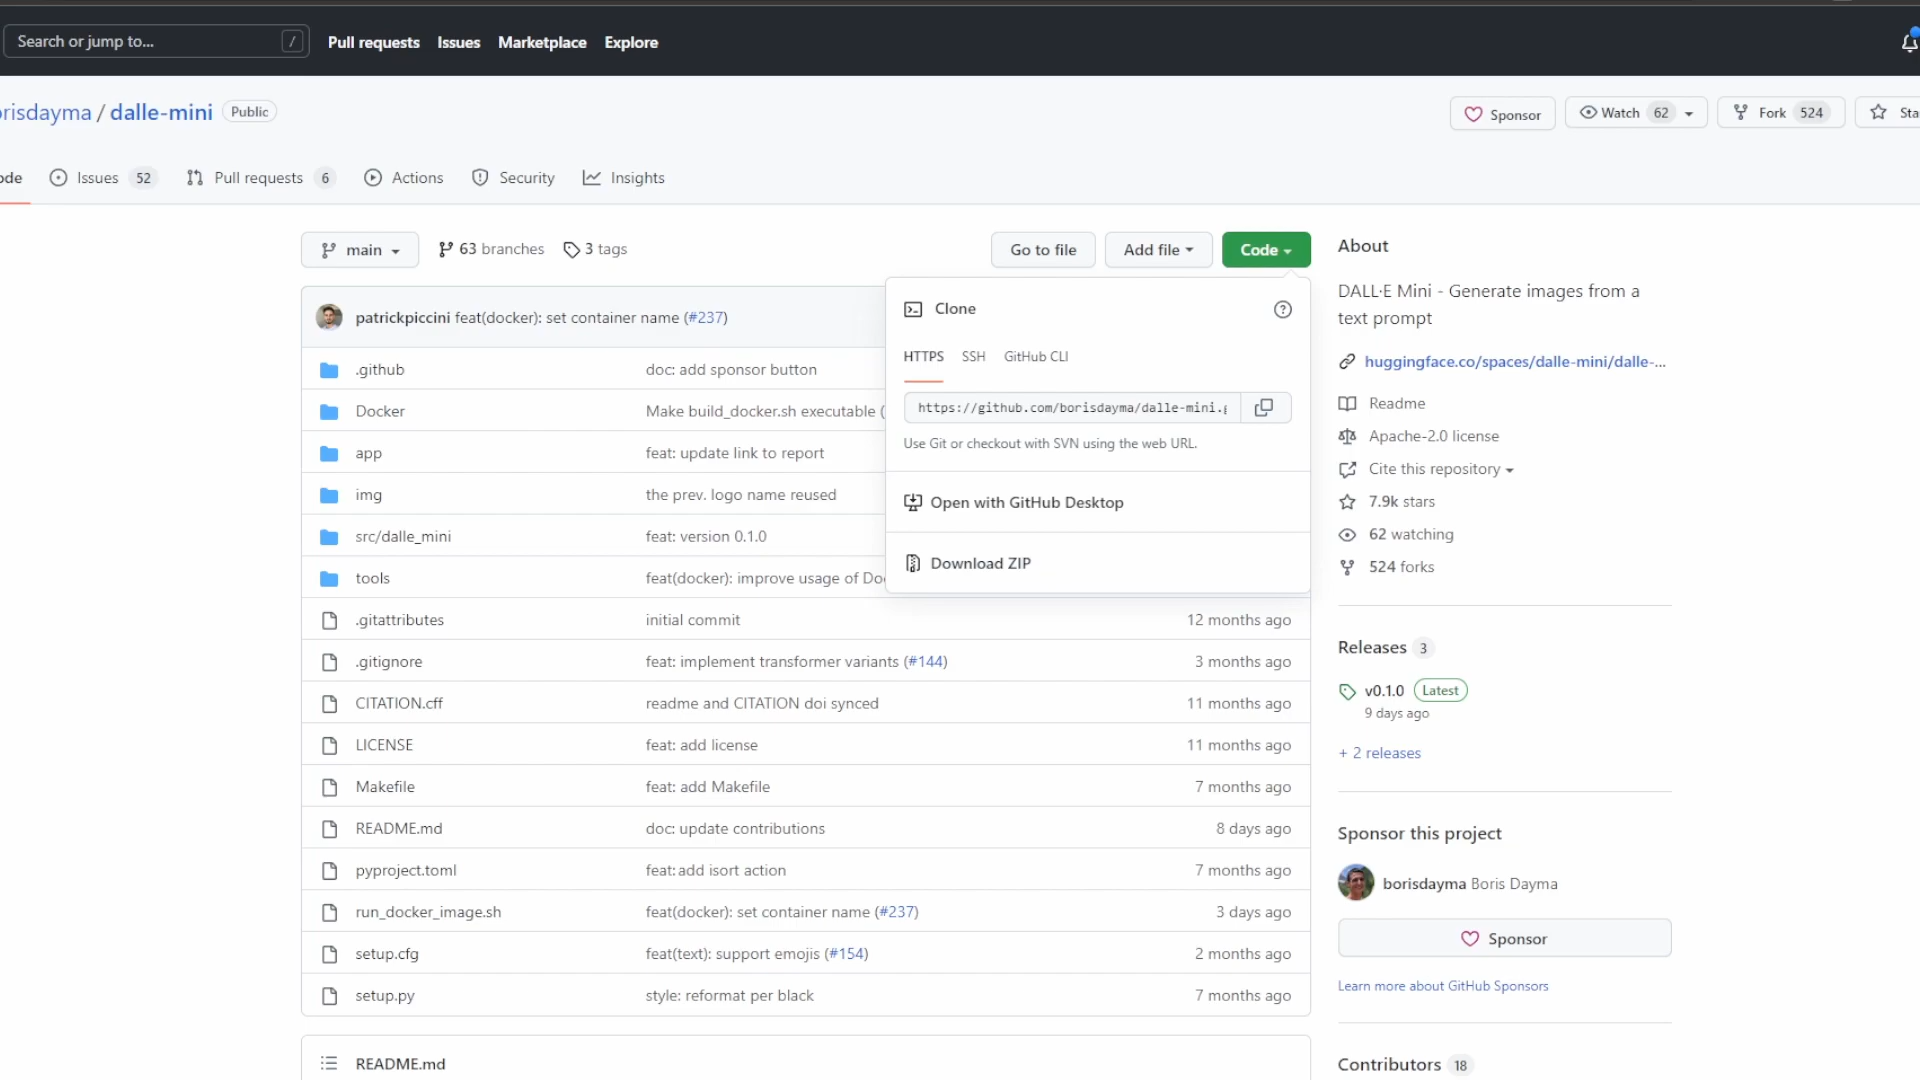 Search or jump to... /
Pull requests Issues Marketplace Explore
risdayma / dalle-mini Public
Sponsor Watch 62 Fork 524 Sta
ode Issues 52 Pull requests 6 Actions Security Insights
main 63 branches 3 tags Go to file Add file Code
patrickpiccini feat(docker): set container name (#237)
.github doc: add sponsor button
Docker Make build_docker.sh executable (
app feat: update link to report
img the prev. logo name reused
src/dalle_mini feat: version 0.1.0
tools feat(docker): improve usage of Do
.gitattributes initial commit 12 months ago
.gitignore feat: implement transformer variants (#144) 3 months ago
CITATION.cff readme and CITATION doi synced 11 months ago
LICENSE feat: add license 11 months ago
Makefile feat: add Makefile 7 months ago
README.md doc: update contributions 8 days ago
pyproject.toml feat: add isort action 7 months ago
run_docker_image.sh feat(docker): set container name (#237) 3 days ago
setup.cfg feat(text): support emojis (#154) 2 months ago
setup.py style: reformat per black 7 months ago
README.md
Clone
HTTPS SSH GitHub CLI
https://github.com/borisdayma/dalle-mini.g
Use Git or checkout with SVN using the web URL.
Open with GitHub Desktop
Download ZIP
About
DALL·E Mini - Generate images from a
text prompt
huggingface.co/spaces/dalle-mini/dalle-...
Readme
Apache-2.0 license
Cite this repository
7.9k stars
62 watching
524 forks
Releases 3
v0.1.0 Latest
9 days ago
+ 2 releases
Sponsor this project
borisdayma Boris Dayma
Sponsor
Learn more about GitHub Sponsors
Contributors 18